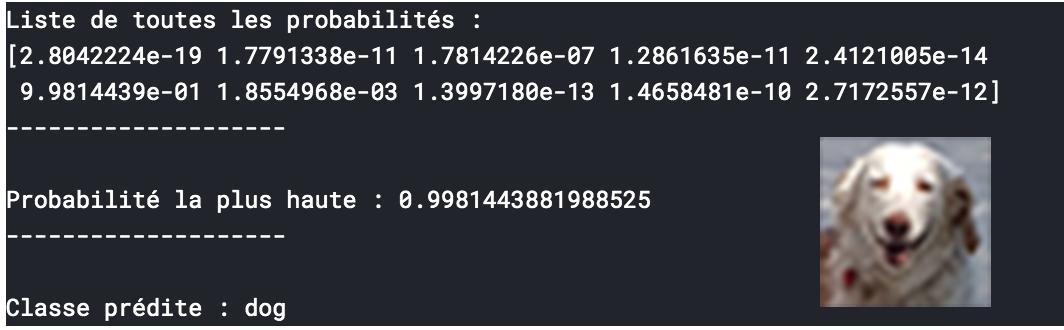 Liste de toutes les probabilités :
[2.8042224e-19 1.7791338e-11 1.7814226e-07 1.2861635e-11 2.4121005e-14
9.9814439e-01 1.8554968e-03 1.3997180e-13 1.4658481e-10 2.7172557e-12]
--------------------
Probabilité la plus haute : 0.9981443881988525
--------------------
Classe prédite : dog